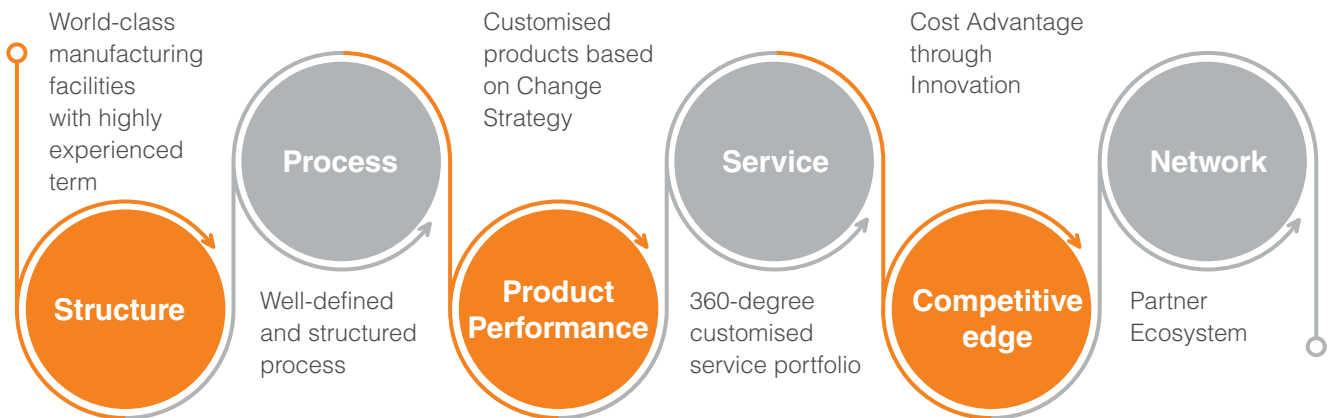 World-class
manufacturing
facilities
with highly
experienced
term
Structure
Process
Well-defined
and structured
process
Customised
products based
on Change
Strategy
Product
Performance
Service
360-degree
customised
service portfolio
Cost Advantage
through
Innovation
Competitive
edge
Network
Partner
Ecosystem